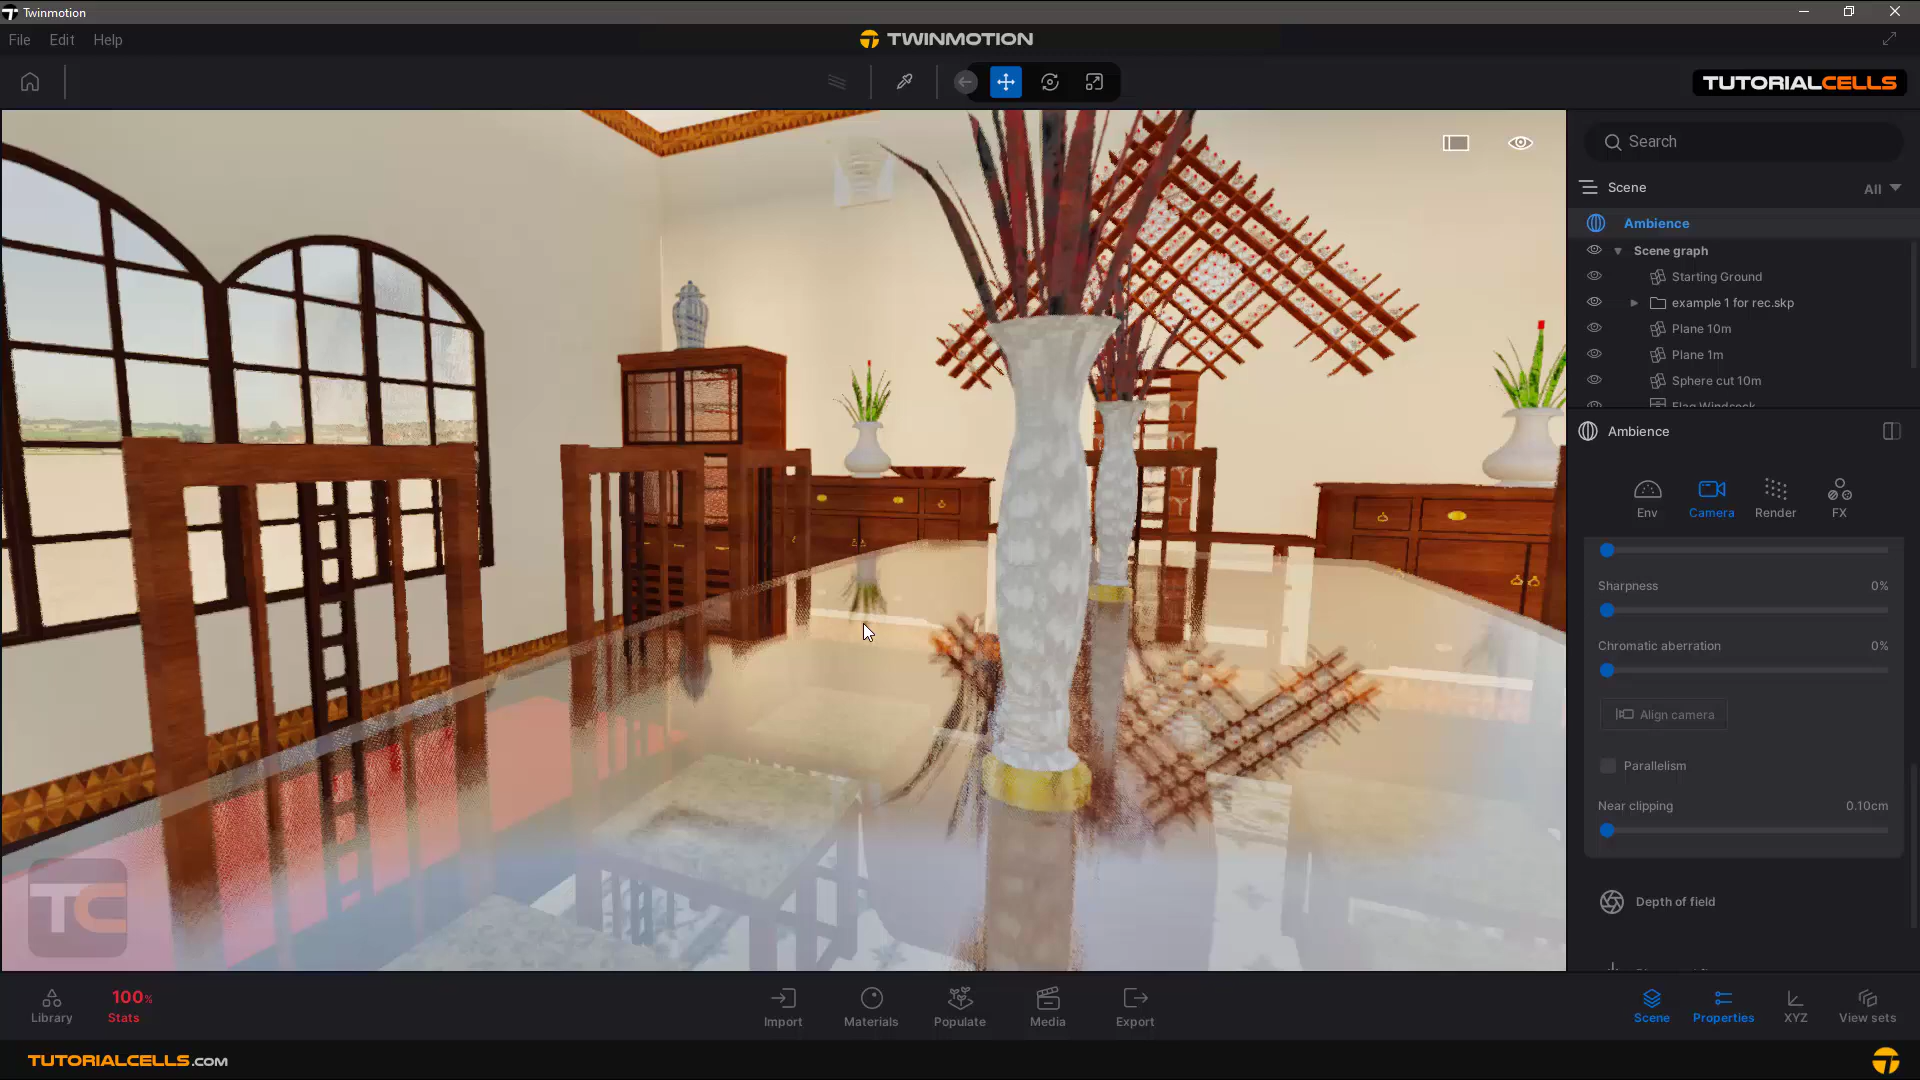 Twinmotion
File Edit Help
TWINMOTION
TUTORIALCELLS
Search
Scene All
Ambience
Scene graph
Starting Ground
example 1 for rec.skp
Plane 10m
Plane 1m
Sphere cut 10m
Flag Windsock
Ambience
Env Camera Render FX
Sharpness 0%
Chromatic aberration 0%
Align camera
Parallelism
Near clipping 0.10cm
Depth of field
TC
100%
Library Stats Import Materials Populate Media Export Scene Properties XYZ View sets
TUTORIALCELLS.COM